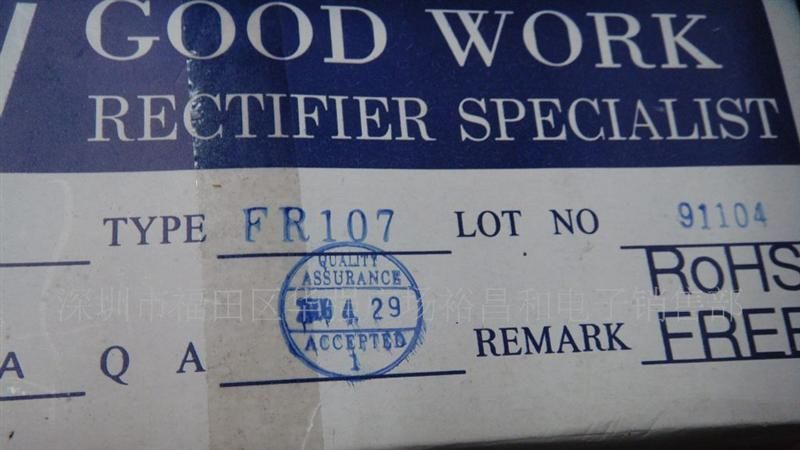 GOOD WORK
RECTIFIER SPECIALIST
TYPE FR107 LOT NO 91104
RoHS
QUALITY
ASSURANCE
4. 29
ACCEPTED
1
A Q A REMARK FREE
深圳市福田区 场裕昌和电子销售部